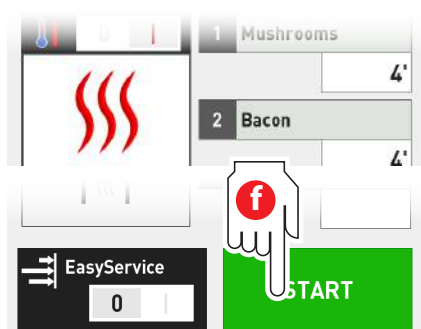 0 |
1 Mushrooms
4'
2 Bacon
4'
f
EasyService
0 |
START